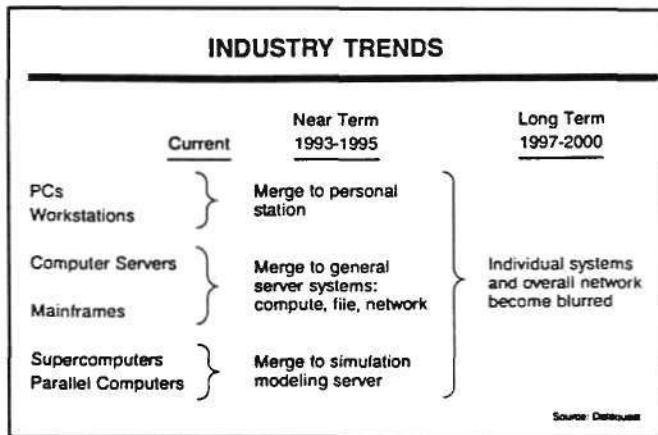 INDUSTRY TRENDS
Current
Near Term
1993-1995
Long Term
1997-2000
PCs
Workstations
Merge to personal
station
Computer Servers
Mainframes
Merge to general
server systems:
compute, file, network
Supercomputers
Parallel Computers
Merge to simulation
modeling server
Individual systems
and overall network
become blurred
Source: Dataquest